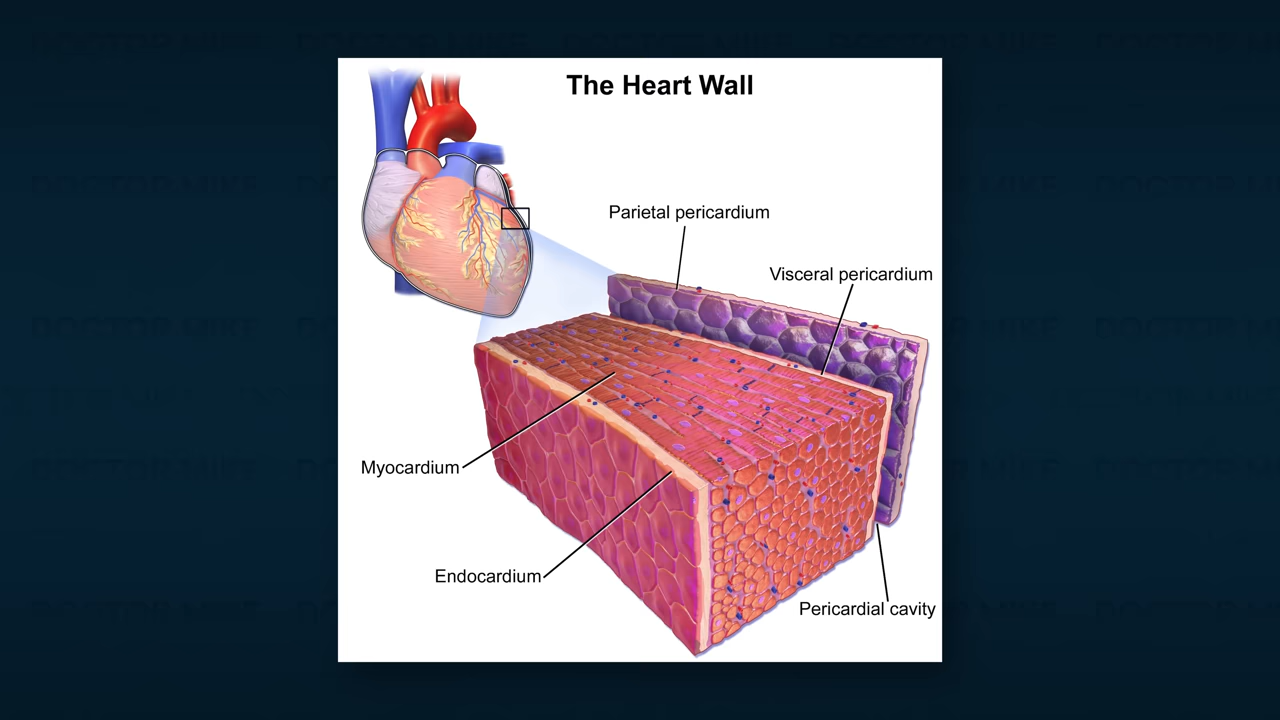 The Heart Wall
Parietal pericardium
Visceral pericardium
Myocardium
Endocardium
Pericardial cavity